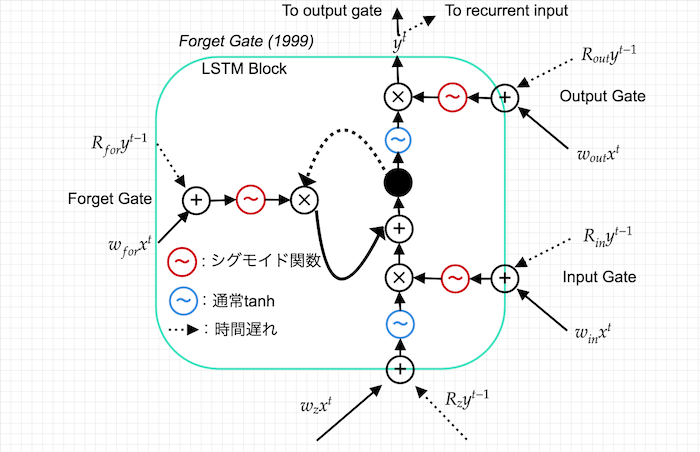 To output gate
To recurrent input
y^t
Forget Gate (1999)
LSTM Block
R_{out}y^{t-1}
Output Gate
w_{out}x^t
R_{for}y^{t-1}
Forget Gate
w_{for}x^t
R_{in}y^{t-1}
Input Gate
w_{in}x^t
: シグモイド関数
: 通常tanh
: 時間遅れ
w_zx^t
R_zy^{t-1}